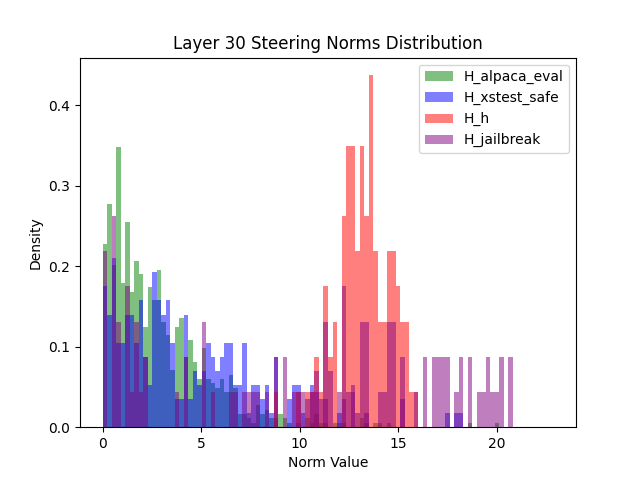 Layer 30 Steering Norms Distribution
H_alpaca_eval
H_xstest_safe
H_h
H_jailbreak
Density
0.4
0.3
0.2
0.1
0.0
0 5 10 15 20
Norm Value